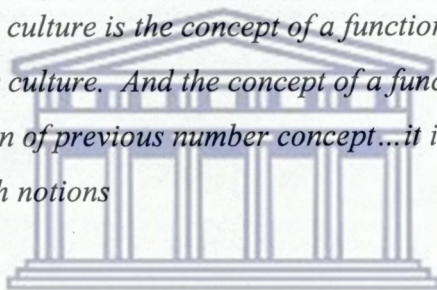 culture is the concept of a function
culture. And the concept of a func
of previous number concept...it i
notions